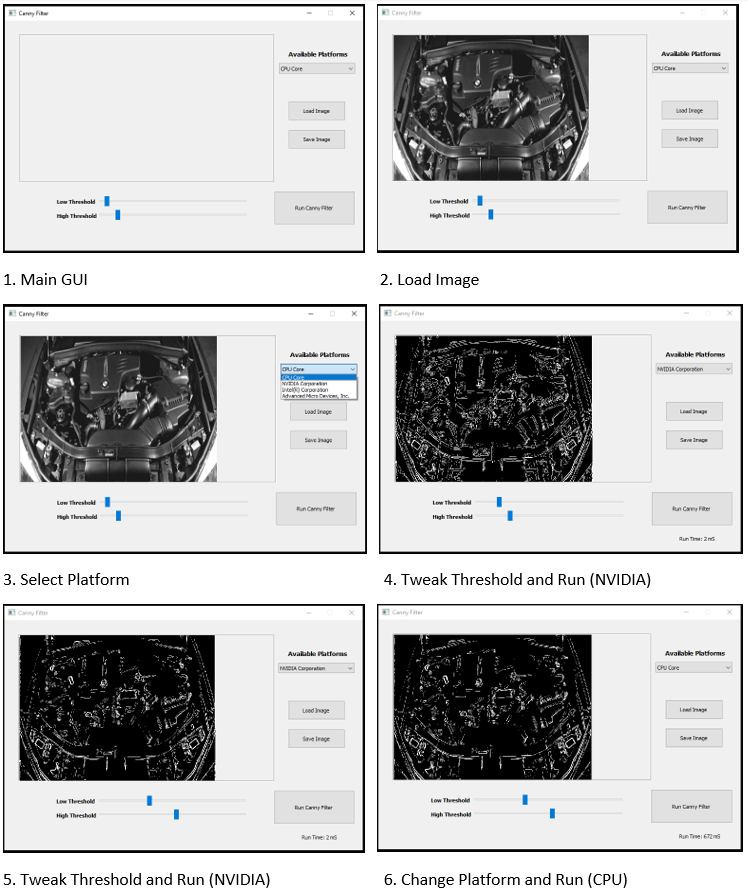 Canny Filter
Available Platforms
CPU Core
Load Image
Save Image
Low Threshold
High Threshold
Run Canny Filter
1. Main GUI
Canny Filter
Available Platforms
CPU Core
Load Image
Save Image
Low Threshold
High Threshold
Run Canny Filter
2. Load Image
Canny Filter
Available Platforms
CPU Core
CPU Core
NVIDIA Corporation
Intel(R) Corporation
Advanced Micro Devices, Inc.
Load Image
Save Image
Low Threshold
High Threshold
Run Canny Filter
3. Select Platform
Canny Filter
Available Platforms
NVIDIA Corporation
Load Image
Save Image
Low Threshold
High Threshold
Run Canny Filter
Run Time: 2 mS
4. Tweak Threshold and Run (NVIDIA)
Canny Filter
Available Platforms
NVIDIA Corporation
Load Image
Save Image
Low Threshold
High Threshold
Run Canny Filter
Run Time: 2 mS
5. Tweak Threshold and Run (NVIDIA)
Canny Filter
Available Platforms
CPU Core
Load Image
Save Image
Low Threshold
High Threshold
Run Canny Filter
Run Time: 672 mS
6. Change Platform and Run (CPU)